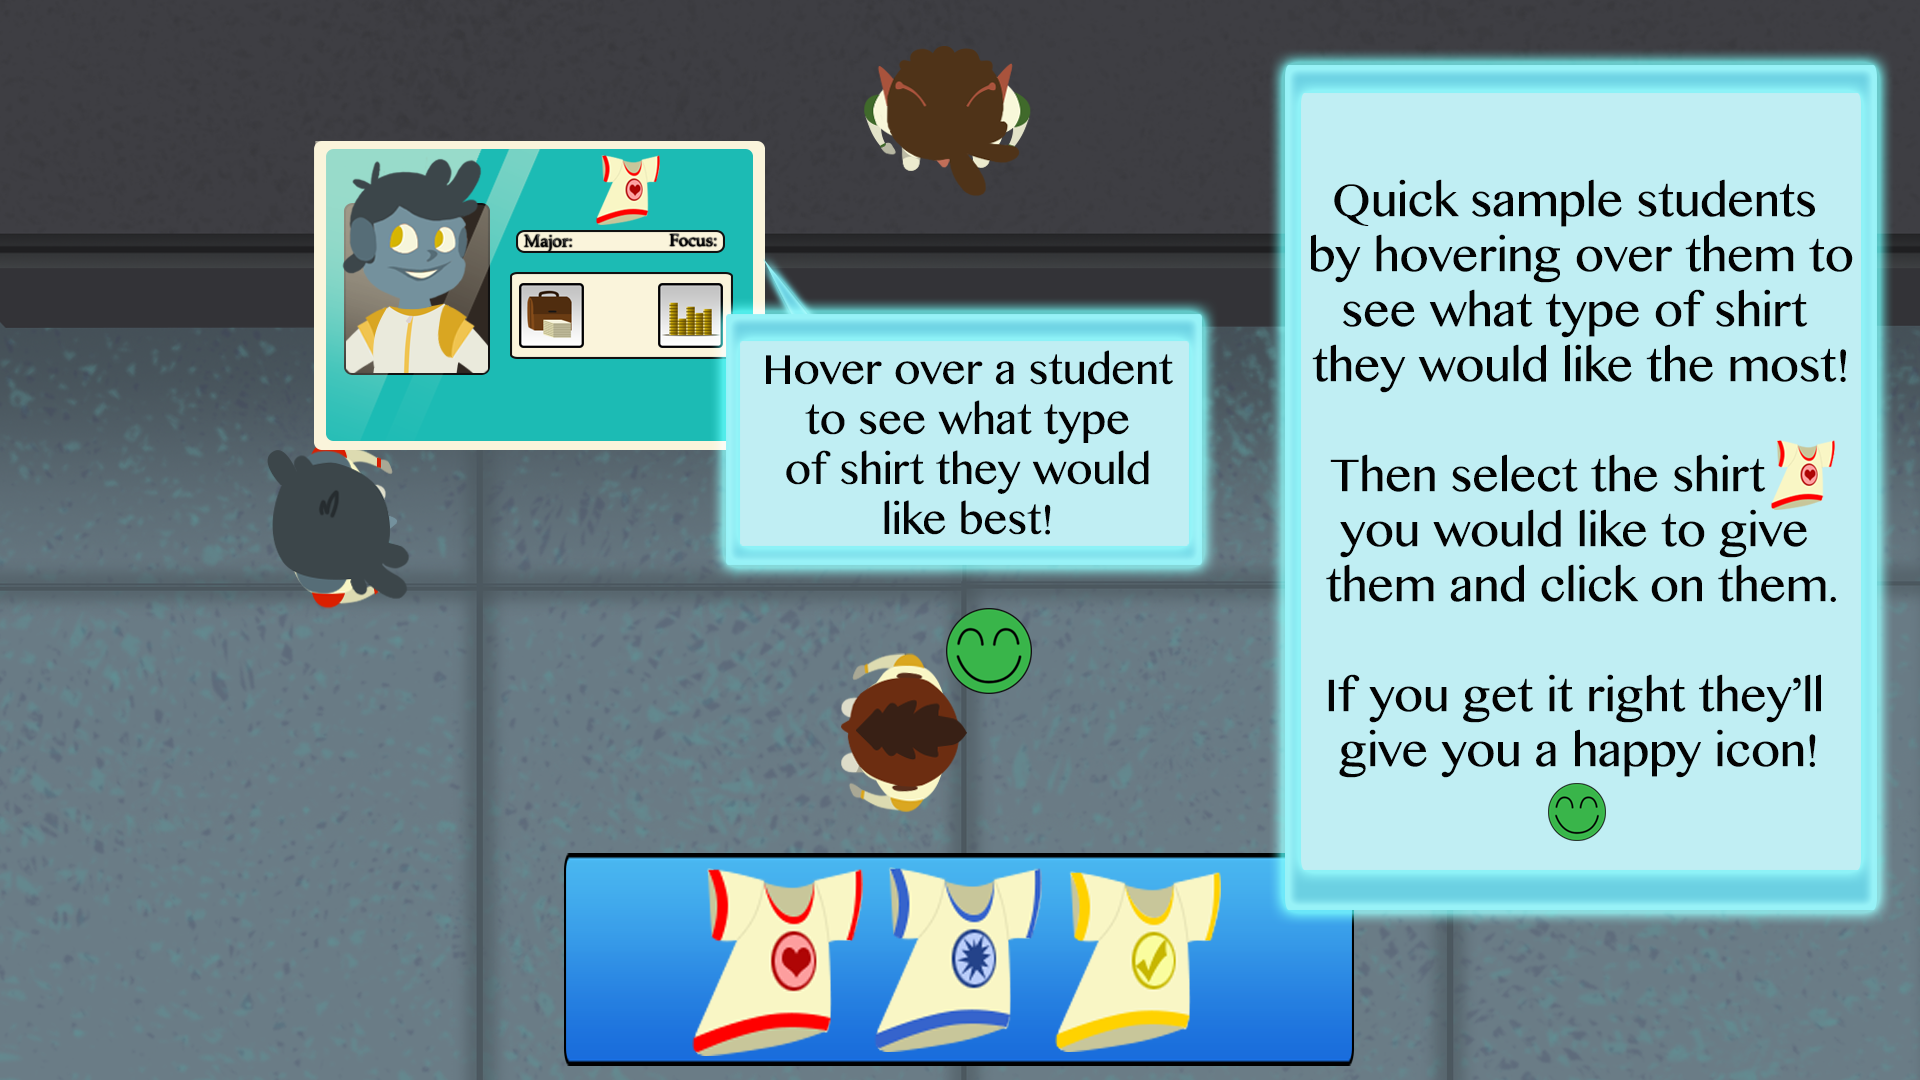 Major: Focus:
Hover over a student
to see what type
of shirt they would
like best!
Quick sample students
by hovering over them to
see what type of shirt
they would like the most!
Then select the shirt
you would like to give
them and click on them.
If you get it right they’ll
give you a happy icon!